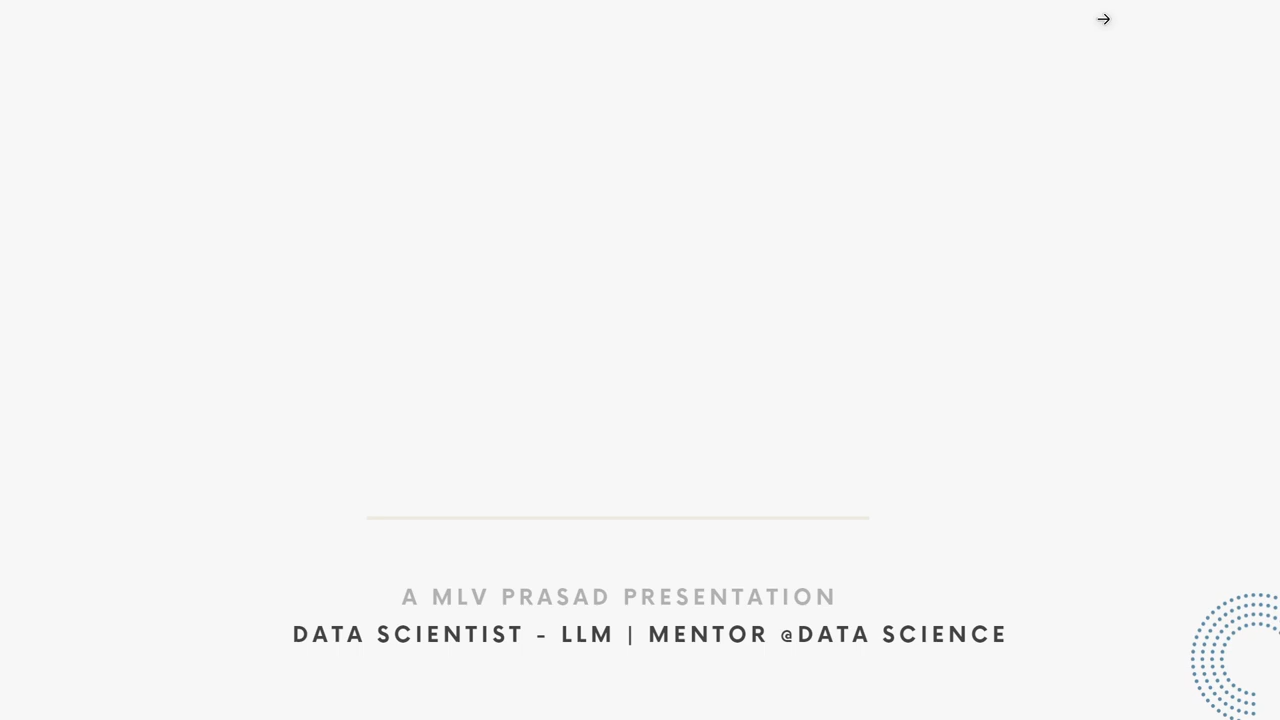 A MLV PRASAD PRESENTATION
DATA SCIENTIST - LLM | MENTOR @DATA SCIENCE